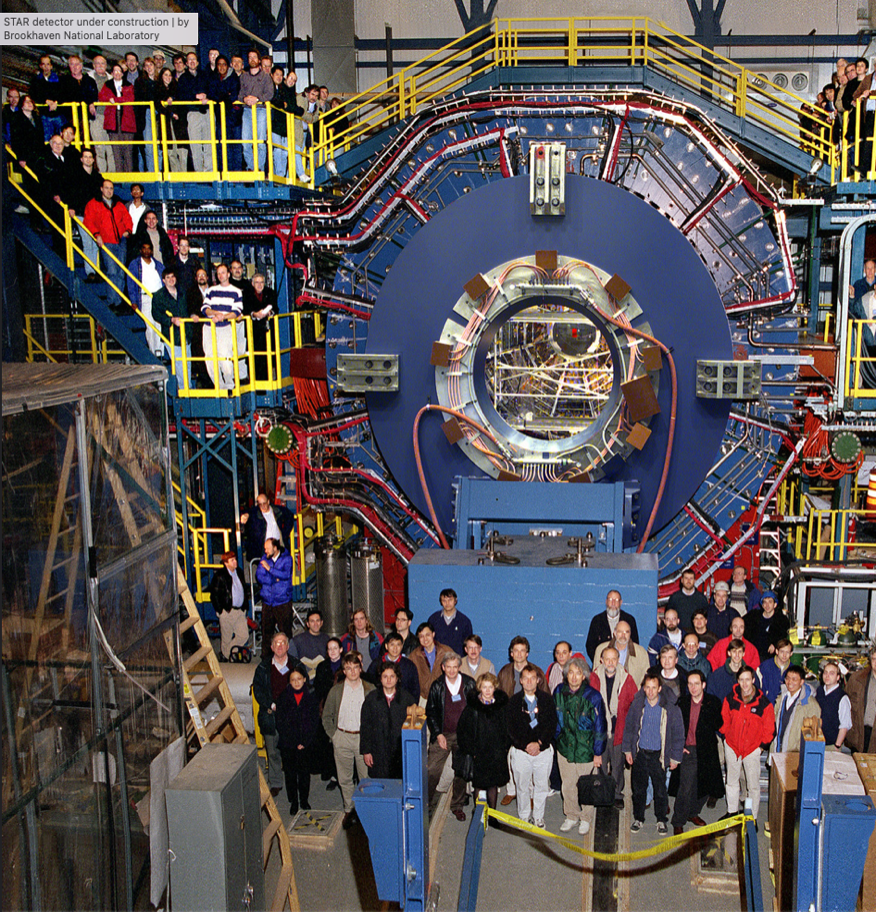 STAR detector under construction | by
Brookhaven National Laboratory